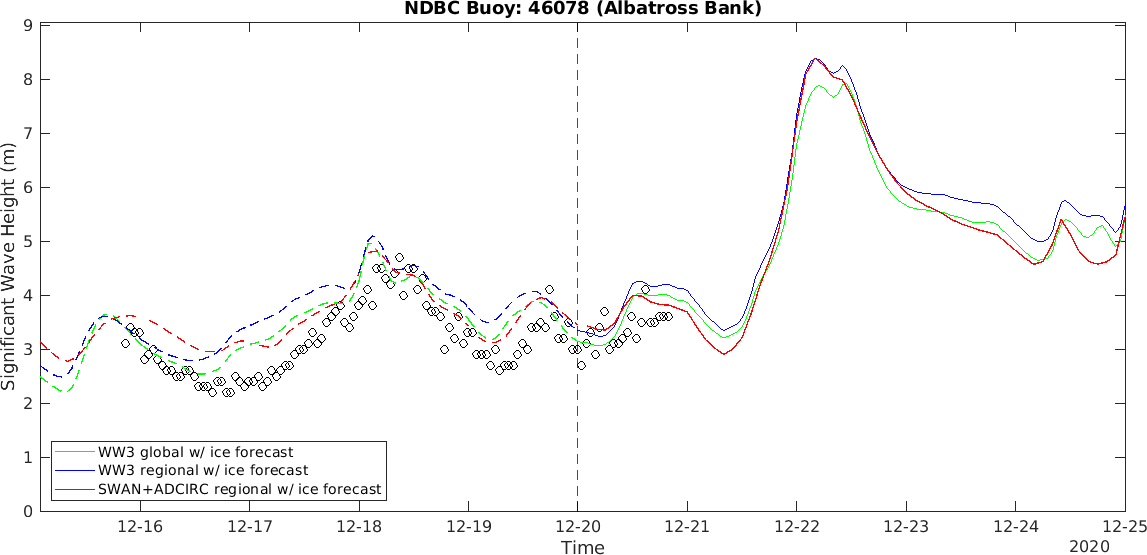 NDBC Buoy: 46078 (Albatross Bank)
Significant Wave Height (m)
9
8
7
6
5
4
3
2
1
0
WW3 global w/ ice forecast
WW3 regional w/ ice forecast
SWAN+ADCIRC regional w/ ice forecast
12-16 12-17 12-18 12-19 12-20 12-21 12-22 12-23 12-24 12-25
Time
2020